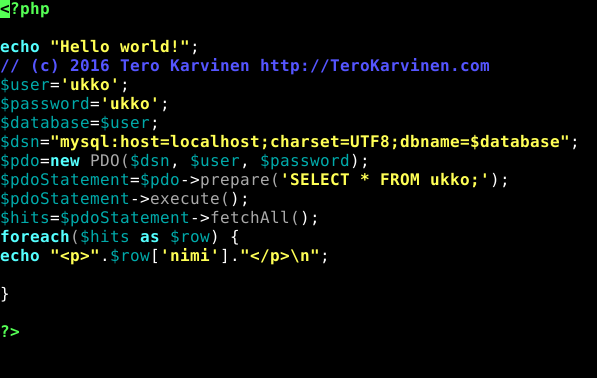 <?php
echo "Hello world!";
// (c) 2016 Tero Karvinen http://TeroKarvinen.com
$user='ukko';
$password='ukko';
$database=$user;
$dsn="mysql:host=localhost;charset=UTF8;dbname=$database";
$pdo=new PDO($dsn, $user, $password);
$pdoStatement=$pdo->prepare('SELECT * FROM ukko;');
$pdoStatement->execute();
$hits=$pdoStatement->fetchAll();
foreach($hits as $row) {
echo "<p>".$row['nimi']."</p>\n";
}
?>